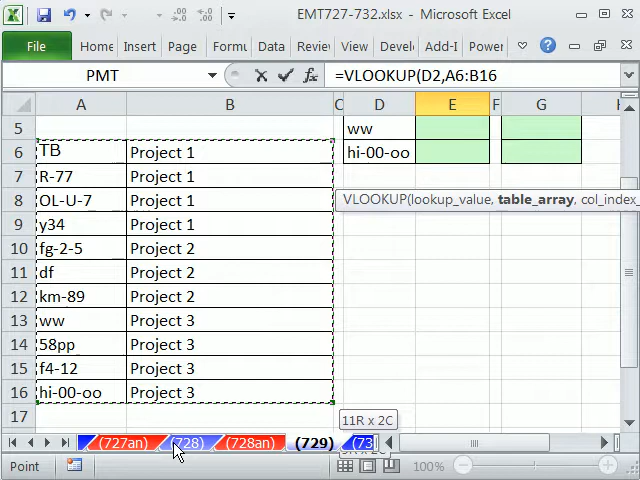 EMT727-732.xlsx - Microsoft Excel
File Home Insert Page Formu Data Reviev View Develo Add-I Power
PMT =VLOOKUP(D2,A6:B16
A B C D E F G H
5 ww
6 TB Project 1 hi-00-oo
7 R-77 Project 1
8 OL-U-7 Project 1
VLOOKUP(lookup_value, table_array, col_index_
9 y34 Project 1
10 fg-2-5 Project 2
11 df Project 2
12 km-89 Project 2
13 ww Project 3
14 58pp Project 3
15 f4-12 Project 3
16 hi-00-oo Project 3
17
11R x 2C
(727an) (728) (728an) (729) (73
Point 100%